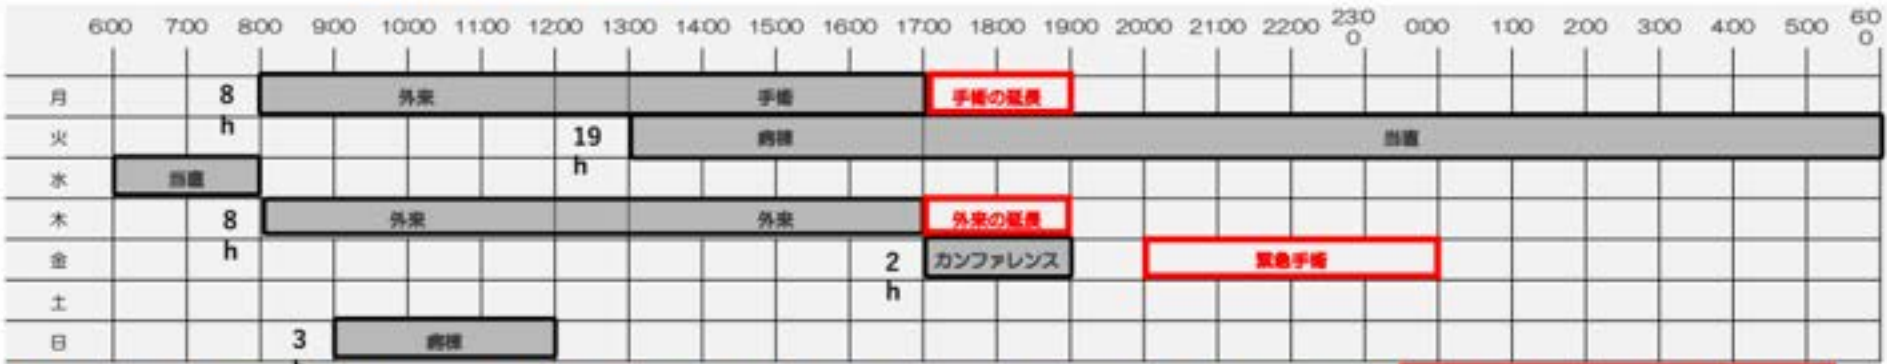 6:00 7:00 8:00 9:00 10:00 11:00 12:00 13:00 14:00 15:00 16:00 17:00 18:00 19:00 20:00 21:00 22:00 23:00 0:00 1:00 2:00 3:00 4:00 5:00 6:00
月 8h 外来 手術 手術の延長
火 19h 病棟 当直
水 当直
木 8h 外来 外来 外来の延長
金 2h カンファレンス 緊急手術
土
日 3 病棟